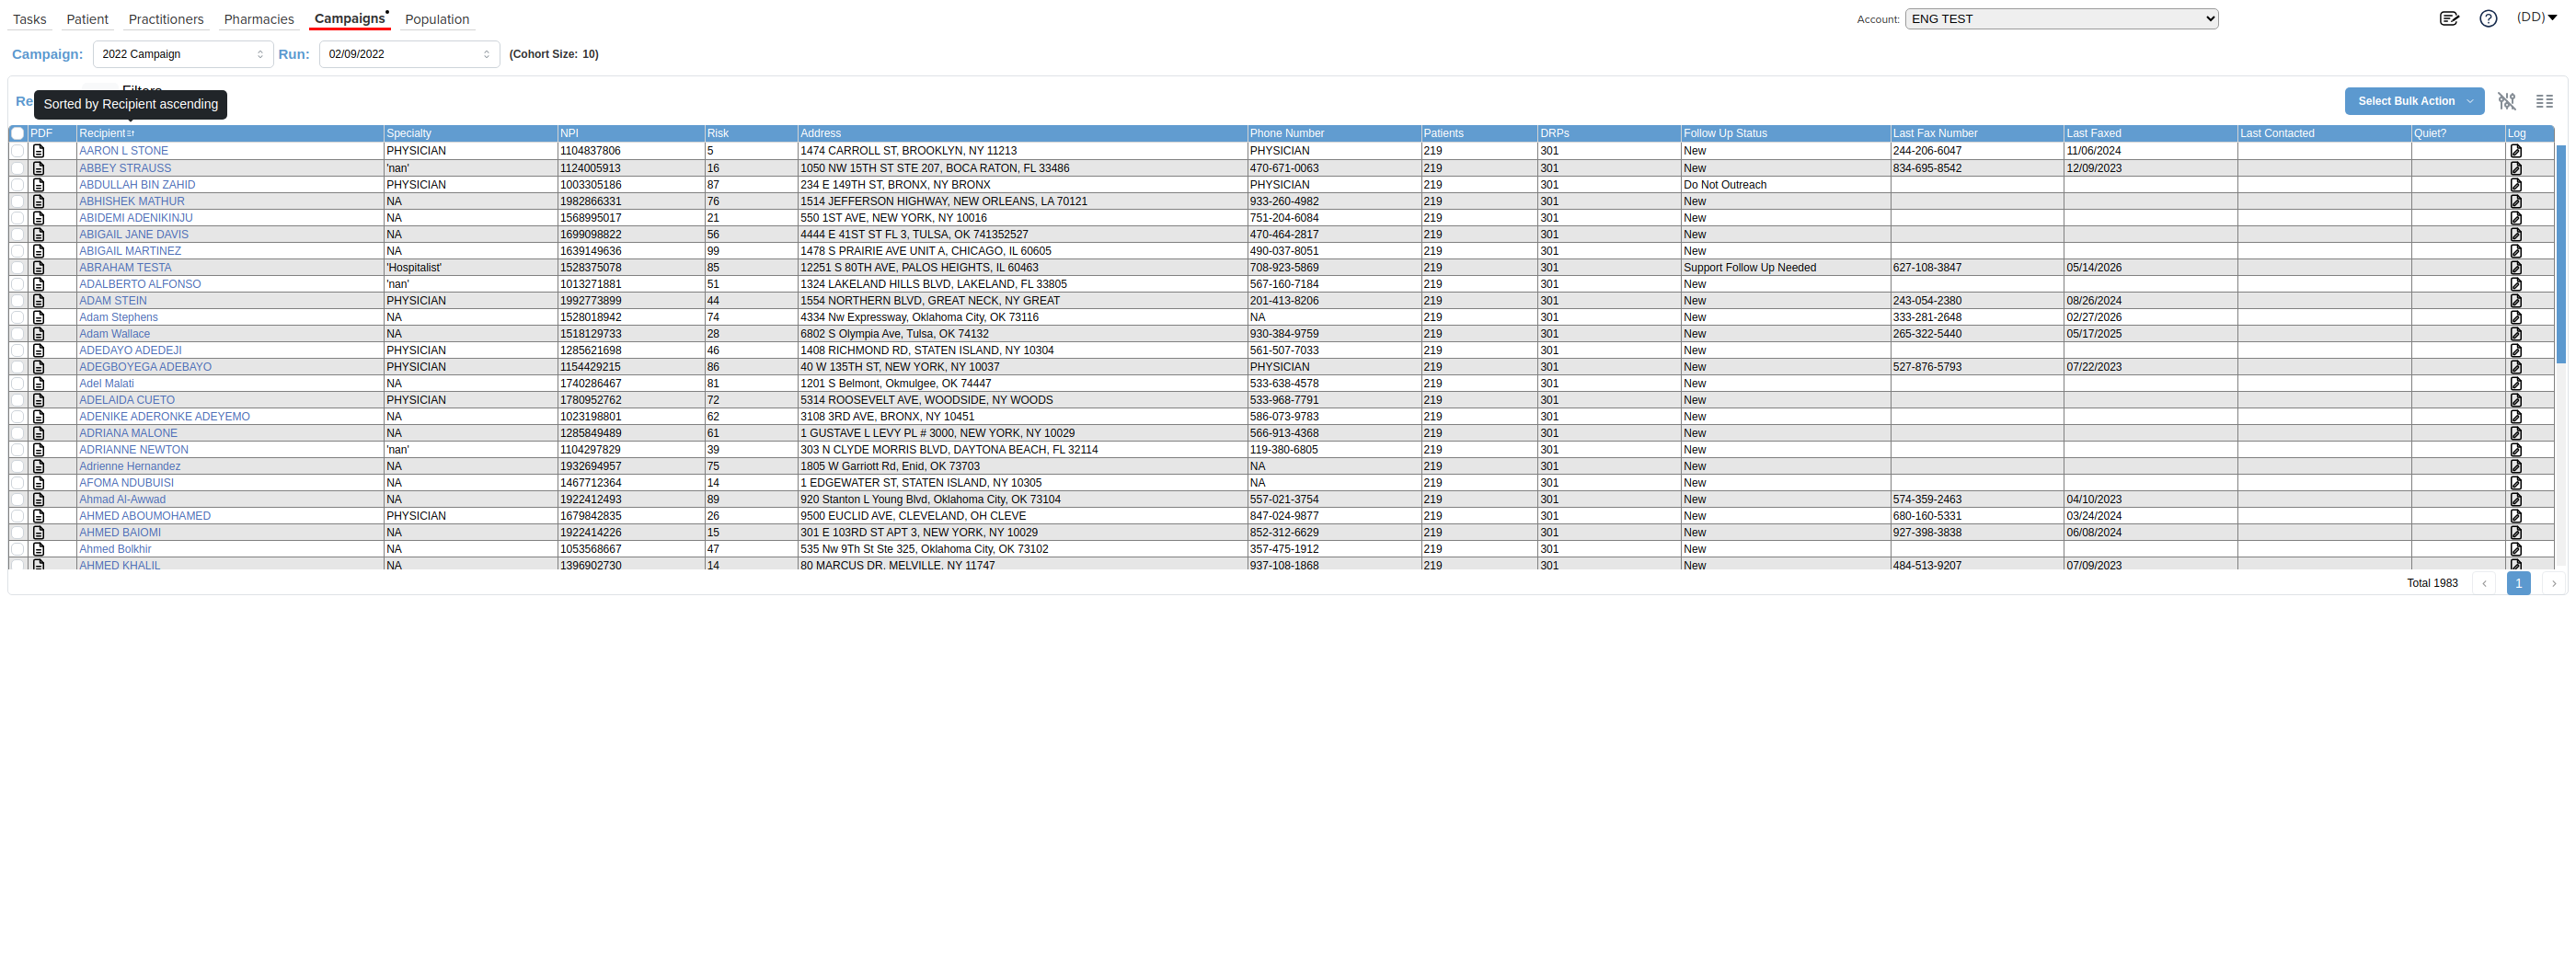 Tasks Patient Practitioners Pharmacies Campaigns Population Account: ENG TEST (DD)
Campaign: 2022 Campaign Run: 02/09/2022 (Cohort Size: 10)
Sorted by Recipient ascending
Re Select Bulk Action
PDF Recipient Specialty NPI Risk Address Phone Number Patients DRPs Follow Up Status Last Fax Number Last Faxed Last Contacted Quiet? Log
AARON L STONE PHYSICIAN 1104837806 5 1474 CARROLL ST, BROOKLYN, NY 11213 PHYSICIAN 219 301 New 244-206-6047 11/06/2024
ABBEY STRAUSS 'nan' 1124005913 16 1050 NW 15TH ST STE 207, BOCA RATON, FL 33486 470-671-0063 219 301 New 834-695-8542 12/09/2023
ABDULLAH BIN ZAHID PHYSICIAN 1003305186 87 234 E 149TH ST, BRONX, NY BRONX PHYSICIAN 219 301 Do Not Outreach
ABHISHEK MATHUR NA 1982866331 76 1514 JEFFERSON HIGHWAY, NEW ORLEANS, LA 70121 933-260-4982 219 301 New
ABIDEMI ADENIKINJU NA 1568995017 21 550 1ST AVE, NEW YORK, NY 10016 751-204-6084 219 301 New
ABIGAIL JANE DAVIS NA 1699098822 56 4444 E 41ST ST FL 3, TULSA, OK 741352527 470-464-2817 219 301 New
ABIGAIL MARTINEZ NA 1639149636 99 1478 S PRAIRIE AVE UNIT A, CHICAGO, IL 60605 490-037-8051 219 301 New
ABRAHAM TESTA 'Hospitalist' 1528375078 85 12251 S 80TH AVE, PALOS HEIGHTS, IL 60463 708-923-5869 219 301 Support Follow Up Needed 627-108-3847 05/14/2026
ADALBERTO ALFONSO 'nan' 1013271881 51 1324 LAKELAND HILLS BLVD, LAKELAND, FL 33805 567-160-7184 219 301 New
ADAM STEIN PHYSICIAN 1992773899 44 1554 NORTHERN BLVD, GREAT NECK, NY GREAT 201-413-8206 219 301 New 243-054-2380 08/26/2024
Adam Stephens NA 1528018942 74 4334 Nw Expressway, Oklahoma City, OK 73116 NA 219 301 New 333-281-2648 02/27/2026
Adam Wallace NA 1518129733 28 6802 S Olympia Ave, Tulsa, OK 74132 930-384-9759 219 301 New 265-322-5440 05/17/2025
ADEDAYO ADEDEJI PHYSICIAN 1285621698 46 1408 RICHMOND RD, STATEN ISLAND, NY 10304 561-507-7033 219 301 New
ADEGBOYEGA ADEBAYO PHYSICIAN 1154429215 86 40 W 135TH ST, NEW YORK, NY 10037 PHYSICIAN 219 301 New 527-876-5793 07/22/2023
Adel Malati NA 1740286467 81 1201 S Belmont, Okmulgee, OK 74447 533-638-4578 219 301 New
ADELAIDA CUETO PHYSICIAN 1780952762 72 5314 ROOSEVELT AVE, WOODSIDE, NY WOODS 533-968-7791 219 301 New
ADENIKE ADERONKE ADEYEMO NA 1023198801 62 3108 3RD AVE, BRONX, NY 10451 586-073-9783 219 301 New
ADRIANA MALONE NA 1285849489 61 1 GUSTAVE L LEVY PL # 3000, NEW YORK, NY 10029 566-913-4368 219 301 New
ADRIANNE NEWTON 'nan' 1104297829 39 303 N CLYDE MORRIS BLVD, DAYTONA BEACH, FL 32114 119-380-6805 219 301 New
Adrienne Hernandez NA 1932694957 75 1805 W Garriott Rd, Enid, OK 73703 NA 219 301 New
AFOMA NDUBUISI NA 1467712364 14 1 EDGEWATER ST, STATEN ISLAND, NY 10305 NA 219 301 New
Ahmad Al-Awwad NA 1922412493 89 920 Stanton L Young Blvd, Oklahoma City, OK 73104 557-021-3754 219 301 New 574-359-2463 04/10/2023
AHMED ABOUMOHAMED PHYSICIAN 1679842835 26 9500 EUCLID AVE, CLEVELAND, OH CLEVE 847-024-9877 219 301 New 680-160-5331 03/24/2024
AHMED BAIOMI NA 1922414226 15 301 E 103RD ST APT 3, NEW YORK, NY 10029 852-312-6629 219 301 New 927-398-3838 06/08/2024
Ahmed Bolkhir NA 1053568667 47 535 Nw 9Th St Ste 325, Oklahoma City, OK 73102 357-475-1912 219 301 New
AHMED KHALIL NA 1396902730 14 80 MARCUS DR, MELVILLE, NY 11747 937-108-1868 219 301 New 484-513-9207 07/09/2023
Total 1983 1